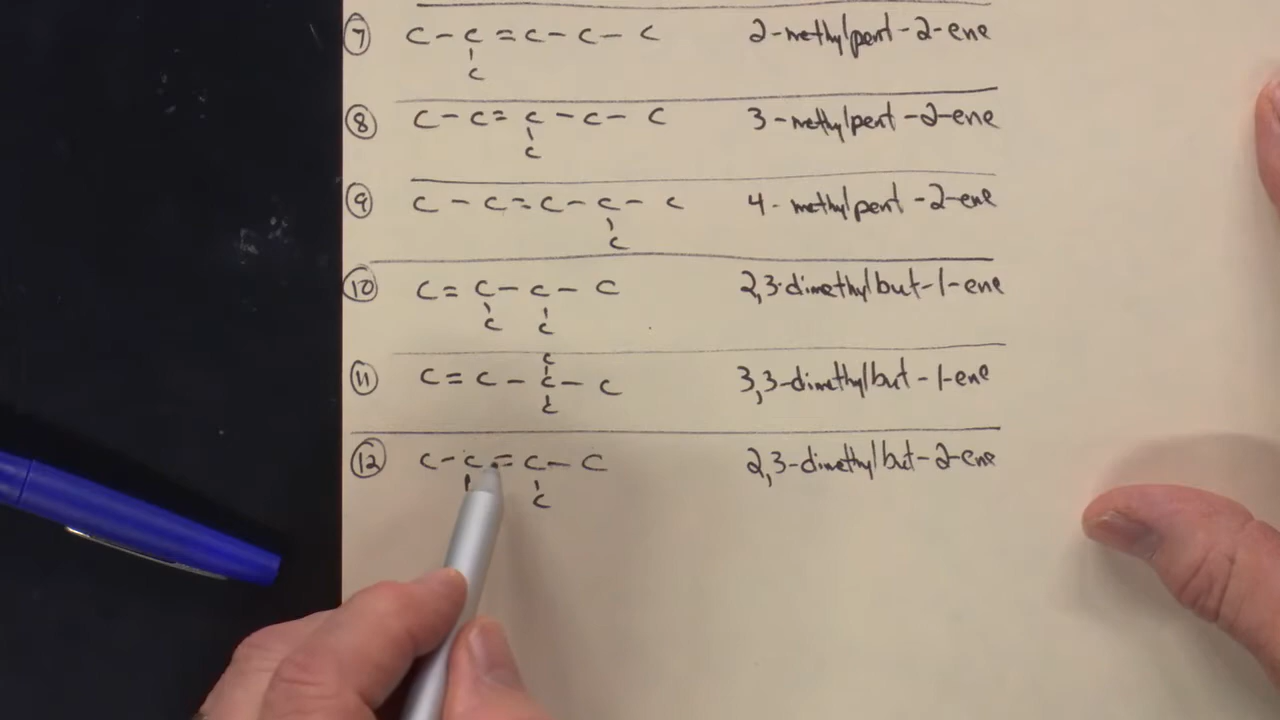 7 C-C=C-C-C 2-methylpent-2-ene
C
8 C-C=C-C-C 3-methylpent-2-ene
C
9 C-C=C-C-C 4-methylpent-2-ene
C
10 C=C-C-C 2,3-dimethylbut-1-ene
C C
C
11 C=C-C-C 3,3-dimethylbut-1-ene
C
12 C-C=C-C 2,3-dimethylbut-2-ene
C